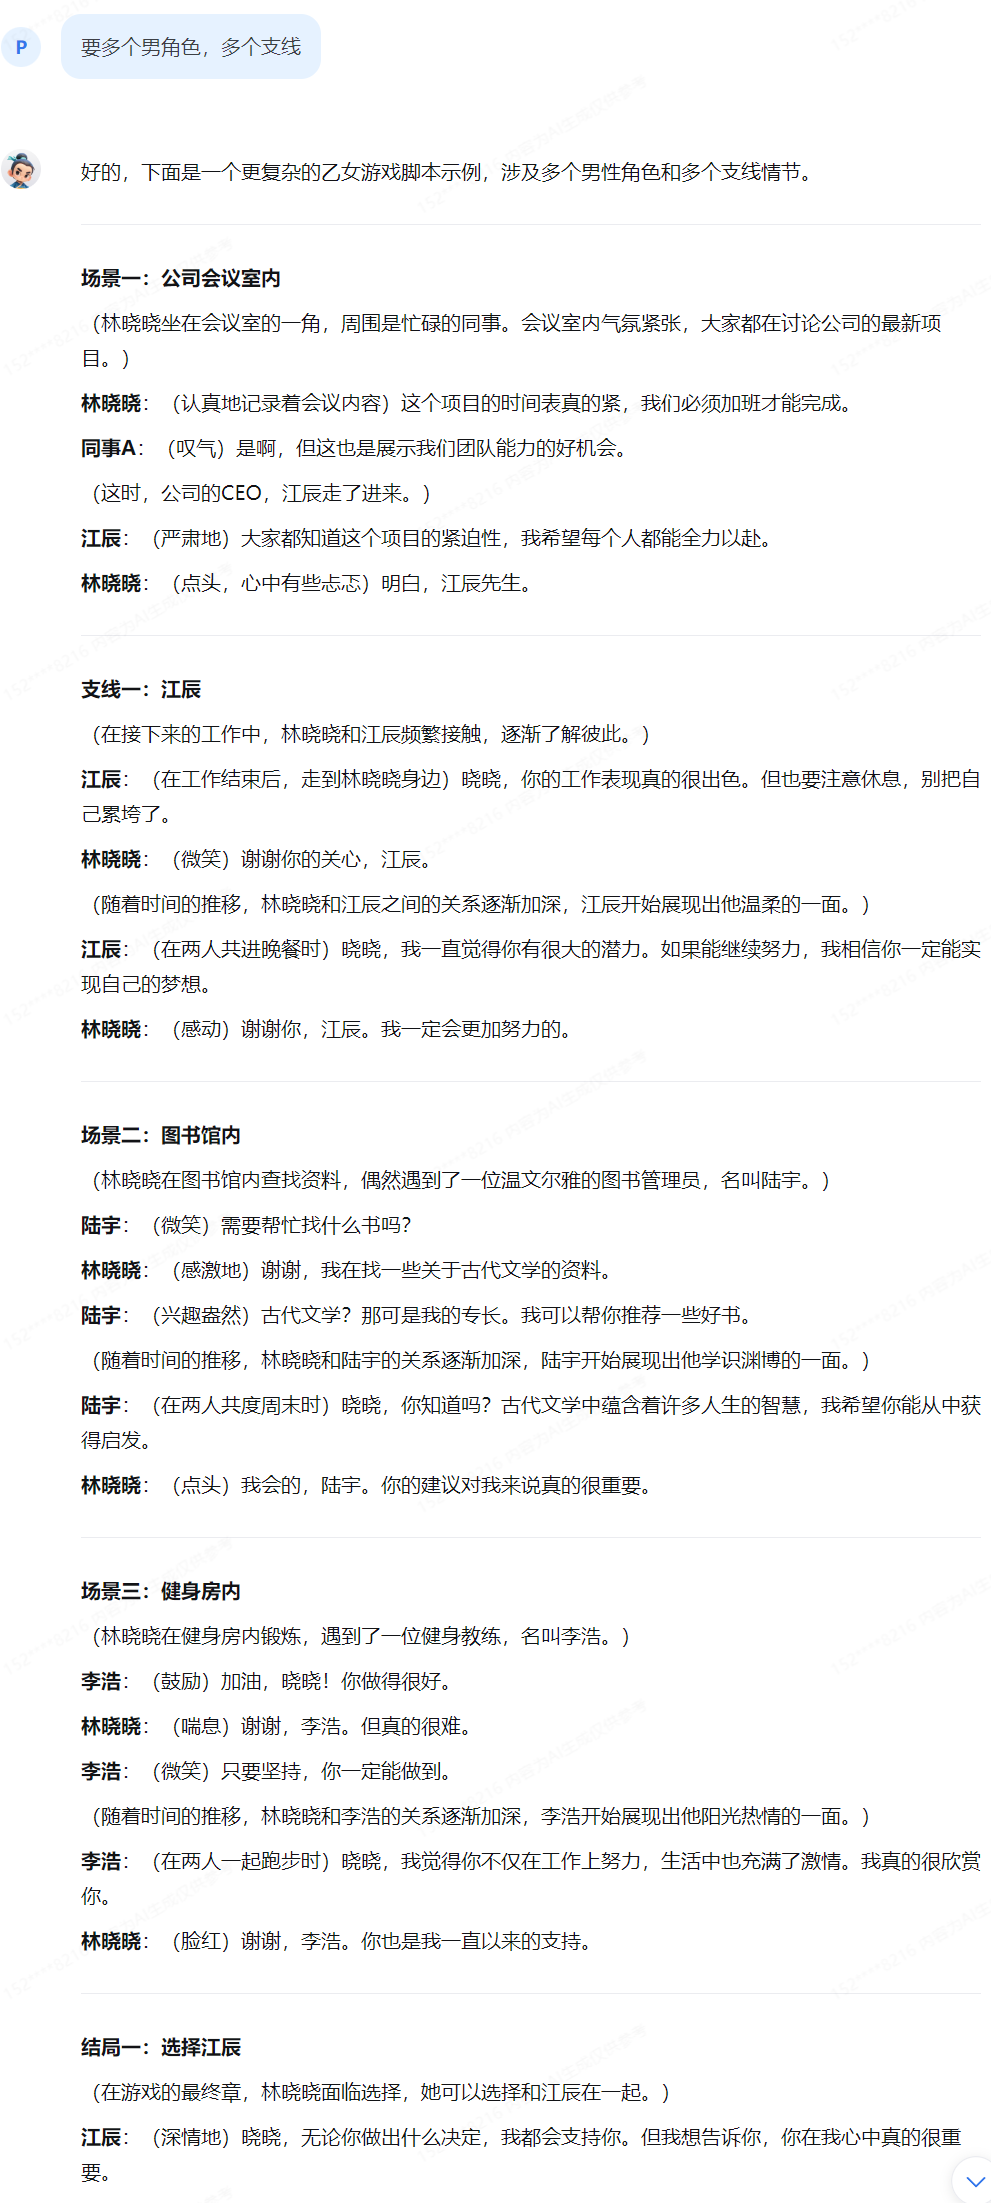 P
要多个男角色，多个支线
好的，下面是一个更复杂的乙女游戏脚本示例，涉及多个男性角色和多个支线情节。
场景一：公司会议室内
（林晓晓坐在会议室的一角，周围是忙碌的同事。会议室内气氛紧张，大家都在讨论公司的最新项
目。）
林晓晓：（认真地记录着会议内容）这个项目的时间表真的紧，我们必须加班才能完成。
同事A：（叹气）是啊，但这也是展示我们团队能力的好机会。
（这时，公司的CEO，江辰走了进来。）
江辰：（严肃地）大家都知道这个项目的紧迫性，我希望每个人都能全力以赴。
林晓晓：（点头，心中有些忐忑）明白，江辰先生。
支线一：江辰
（在接下来的工作中，林晓晓和江辰频繁接触，逐渐了解彼此。）
江辰：（在工作结束后，走到林晓晓身边）晓晓，你的工作表现真的很出色。但也要注意休息，别把自
己累垮了。
林晓晓：（微笑）谢谢你的关心，江辰。
（随着时间的推移，林晓晓和江辰之间的关系逐渐加深，江辰开始展现出他温柔的一面。）
江辰：（在两人共进晚餐时）晓晓，我一直觉得你有很大的潜力。如果能继续努力，我相信你一定能实
现自己的梦想。
林晓晓：（感动）谢谢你，江辰。我一定会更加努力的。
场景二：图书馆内
（林晓晓在图书馆内查找资料，偶然遇到了一位温文尔雅的图书管理员，名叫陆宇。）
陆宇：（微笑）需要帮忙找什么书吗？
林晓晓：（感激地）谢谢，我在找一些关于古代文学的资料。
陆宇：（兴趣盎然）古代文学？那可是我的专长。我可以帮你推荐一些好书。
（随着时间的推移，林晓晓和陆宇的关系逐渐加深，陆宇开始展现出他学识渊博的一面。）
陆宇：（在两人共度周末时）晓晓，你知道吗？古代文学中蕴含着许多人生的智慧，我希望你能从中获
得启发。
林晓晓：（点头）我会的，陆宇。你的建议对我来说真的很重要。
场景三：健身房内
（林晓晓在健身房内锻炼，遇到了一位健身教练，名叫李浩。）
李浩：（鼓励）加油，晓晓！你做得很好。
林晓晓：（喘息）谢谢，李浩。但真的很难。
李浩：（微笑）只要坚持，你一定能做到。
（随着时间的推移，林晓晓和李浩的关系逐渐加深，李浩开始展现出他阳光热情的一面。）
李浩：（在两人一起跑步时）晓晓，我觉得你不仅在工作上努力，生活中也充满了激情。我真的很欣赏
你。
林晓晓：（脸红）谢谢，李浩。你也是我一直以来的支持。
结局一：选择江辰
（在游戏的最终章，林晓晓面临选择，她可以选择和江辰在一起。）
江辰：（深情地）晓晓，无论你做出什么决定，我都会支持你。但我想告诉你，你在我心中真的很重
要。